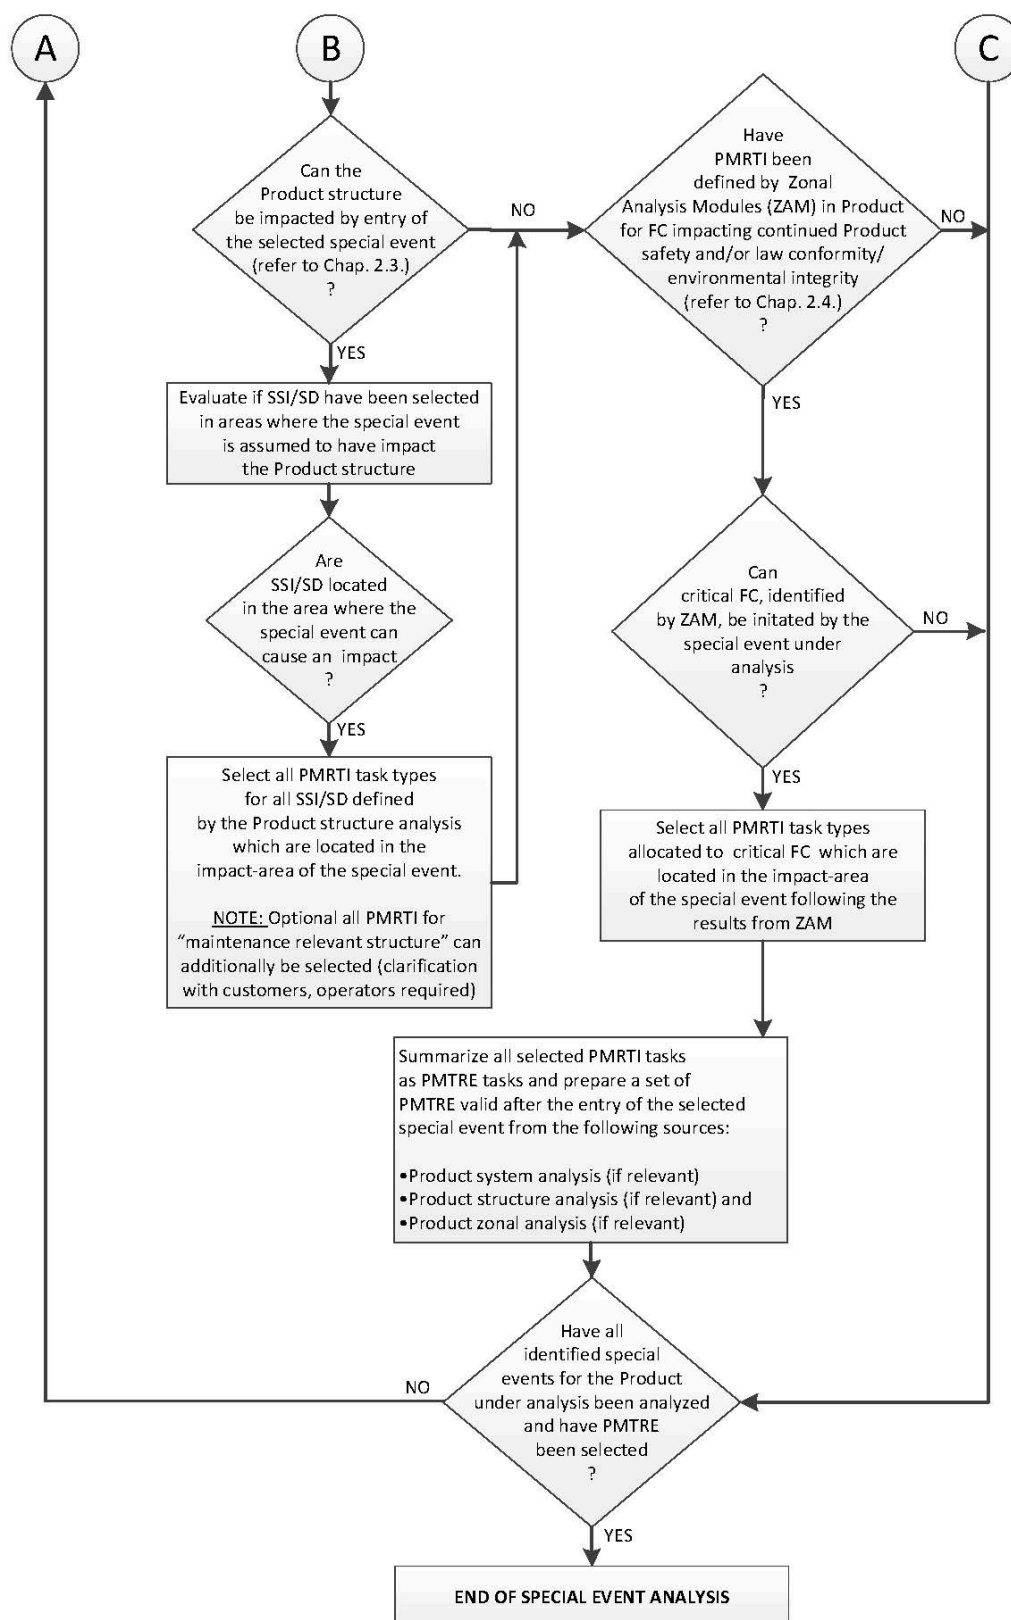 A
B
C
Can the
Product structure
be impacted by entry of
the selected special event
(refer to Chap. 2.3.)
?
NO
Have
PMRTI been
defined by Zonal
Analysis Modules (ZAM) in Product
for FC impacting continued Product
safety and/or law conformity/
environmental integrity
(refer to Chap. 2.4.)
?
NO
YES
Evaluate if SSI/SD have been selected
in areas where the special event
is assumed to have impact
the Product structure
YES
Are
SSI/SD located
in the area where the
special event can
cause an impact
?
Can
critical FC, identified
by ZAM, be initated by the
special event under
analysis
?
NO
YES
Select all PMRTI task types
for all SSI/SD defined
by the Product structure analysis
which are located in the
impact-area of the special event.
NOTE: Optional all PMRTI for
“maintenance relevant structure” can
additionally be selected (clarification
with customers, operators required)
YES
Select all PMRTI task types
allocated to critical FC which are
located in the impact-area
of the special event following the
results from ZAM
Summarize all selected PMRTI tasks
as PMTRE tasks and prepare a set of
PMTRE valid after the entry of the selected
special event from the following sources:
•Product system analysis (if relevant)
•Product structure analysis (if relevant) and
•Product zonal analysis (if relevant)
Have all
identified special
events for the Product
under analysis been analyzed
and have PMTRE
been selected
?
NO
YES
END OF SPECIAL EVENT ANALYSIS